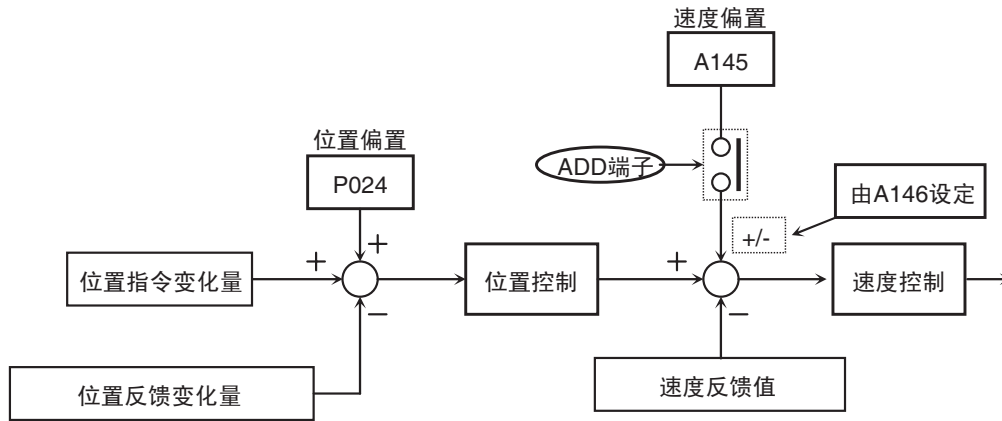 速度偏置
A145
位置偏置
P024
ADD端子
+/-
由A146设定
+
+
位置指令变化量
位置控制
+
速度控制
−
−
位置反馈变化量
速度反馈值